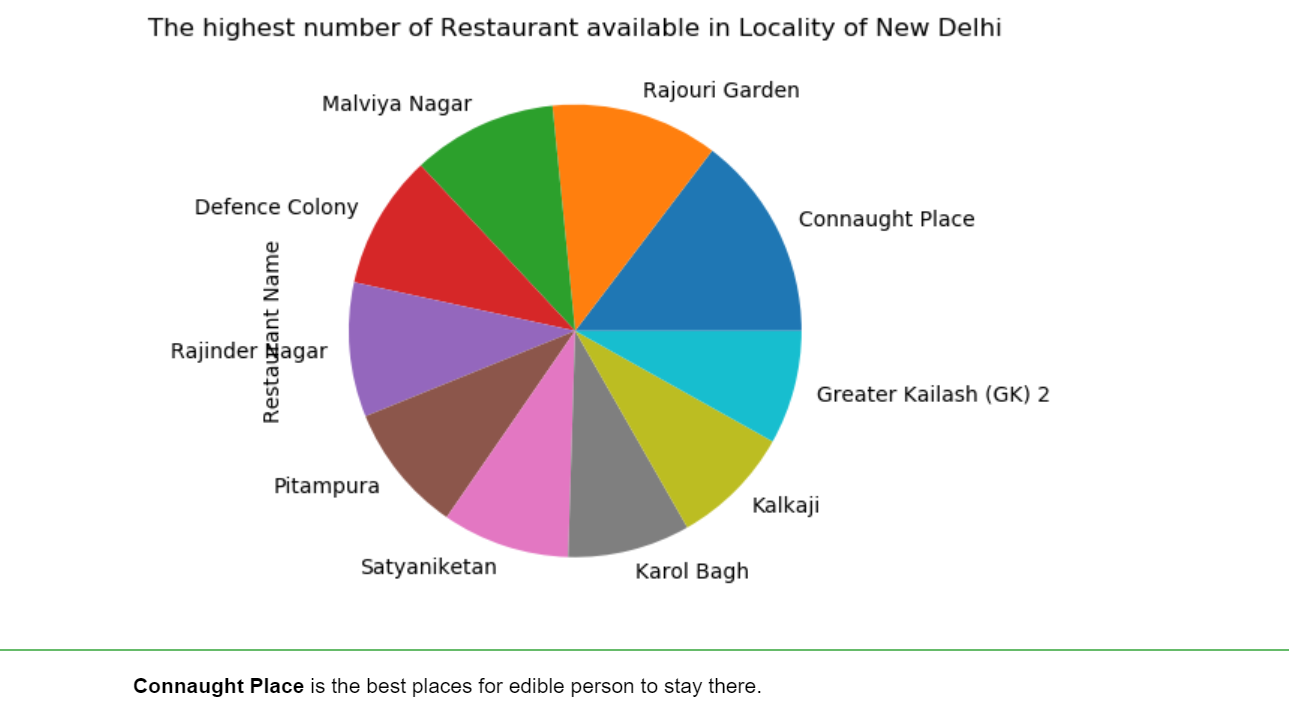 The highest number of Restaurant available in Locality of New Delhi
Rajouri Garden
Malviya Nagar
Defence Colony
Connaught Place
Restaurant Name
Rajinder Nagar
Greater Kailash (GK) 2
Pitampura
Kalkaji
Satyaniketan
Karol Bagh
Connaught Place is the best places for edible person to stay there.